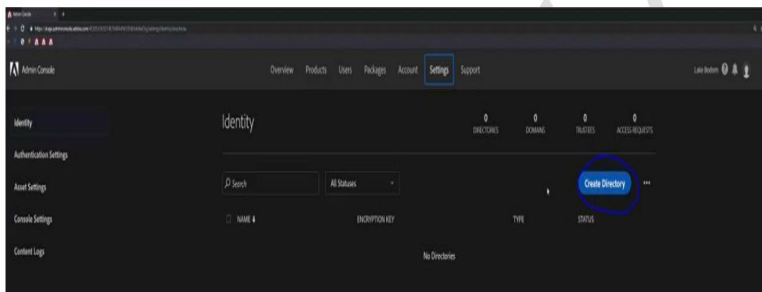 Admin Console
Admin Console
Overview Products Users Packages Account Settings Support
Identity
Authentication Settings
Asset Settings
Console Settings
Content Logs
Identity
0 DIRECTORIES
0 DOMAINS
0 TRUSTEES
0 ACCESS REQUESTS
Search
All Statuses
Create Directory
NAME ENCRYPTION KEY TYPE STATUS
No Directories